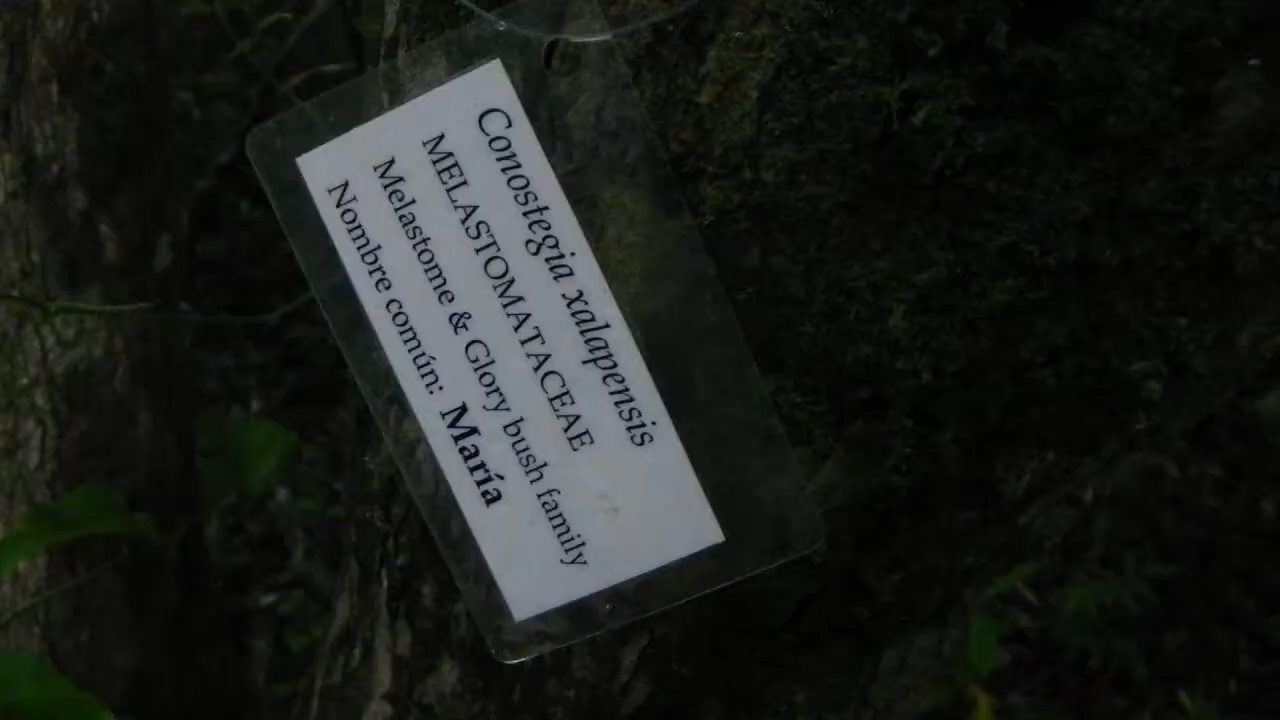 Conostegia xalapensis
MELASTOMATACEAE
Melastome & Glory bush family
Nombre común: María